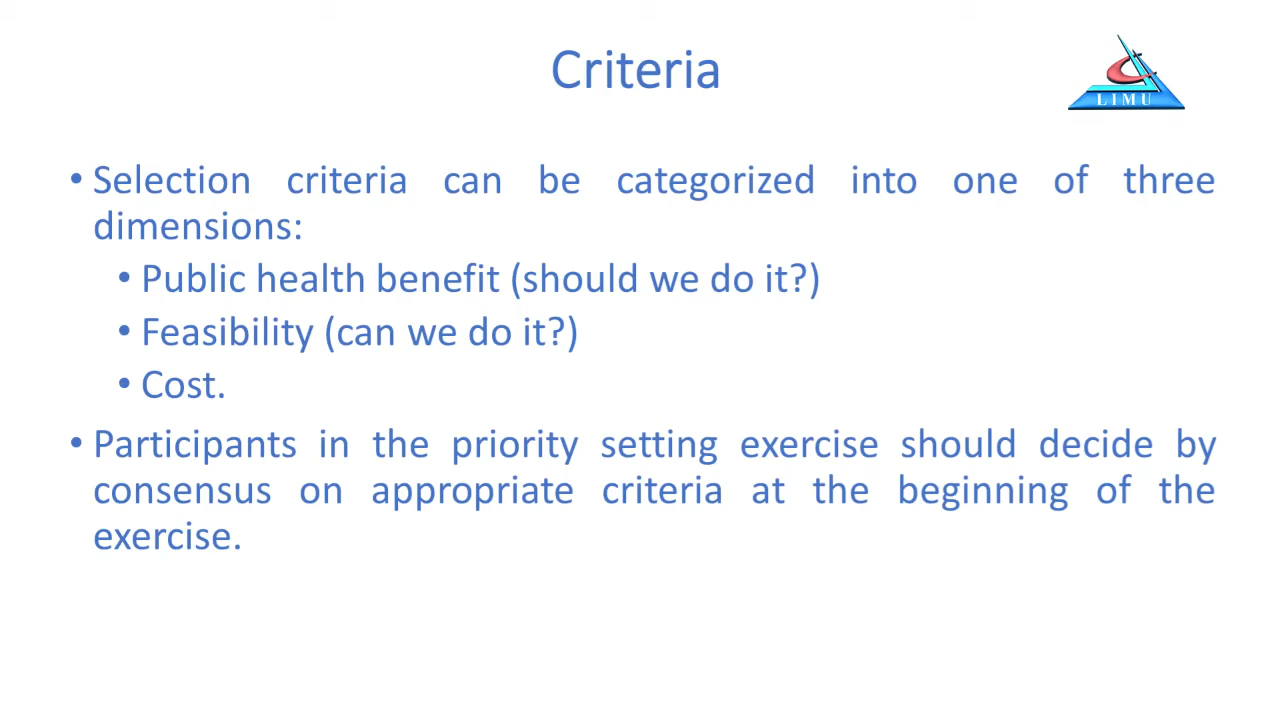 Criteria
LIMU
• Selection criteria can be categorized into one of three
dimensions:
• Public health benefit (should we do it?)
• Feasibility (can we do it?)
• Cost.
• Participants in the priority setting exercise should decide by
consensus on appropriate criteria at the beginning of the
exercise.